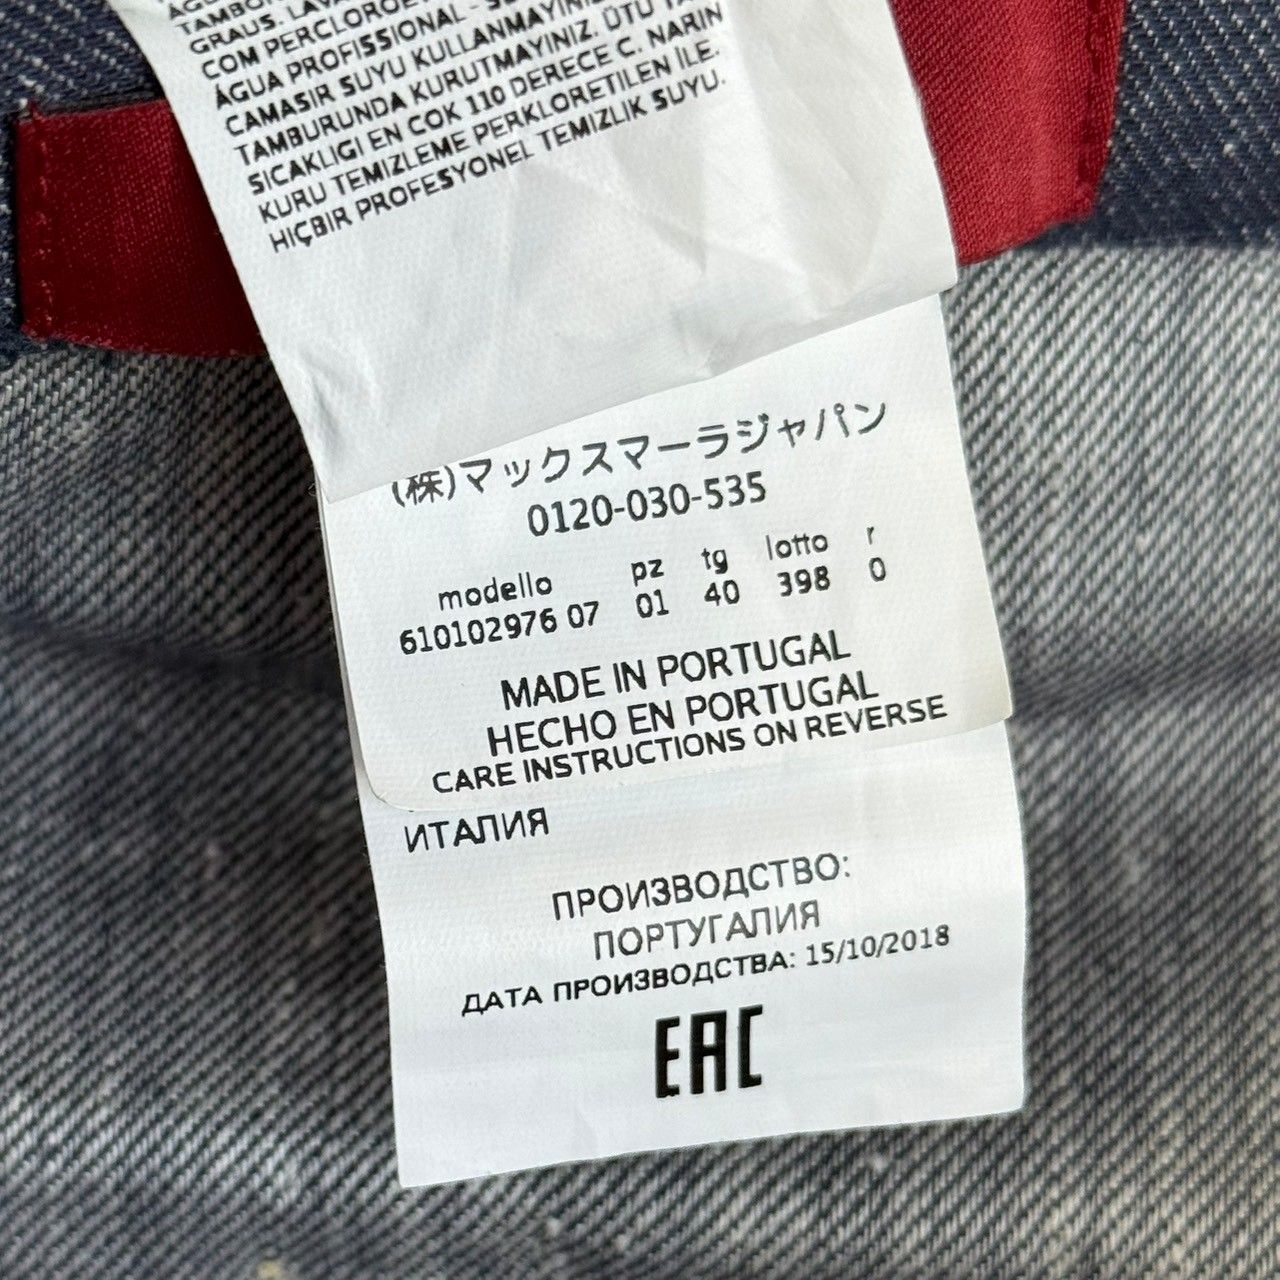 GRAUS. LAVA
COM PERCLOROE
ÁGUA PROFISSIONAL - SU
CAMASIR SUYU KULLANMAYINIZ
TAMBURUNDA KURUTMAYINIZ. ÜTÜ TA
SICAKLIGI EN COK 110 DERECE C. NARIN
KURU TEMIZLEME PERKLORETILEN ILE.
HIÇBIR PROFESYONEL TEMIZLIK SUYU.
(株)マックスマーラジャパン
0120-030-535
modello pz tg lotto r
610102976 07 01 40 398 0
MADE IN PORTUGAL
HECHO EN PORTUGAL
CARE INSTRUCTIONS ON REVERSE
ИТАЛИЯ
ПРОИЗВОДСТВО:
ПОРТУГАЛИЯ
ДАТА ПРОИЗВОДСТВА: 15/10/2018
EAC